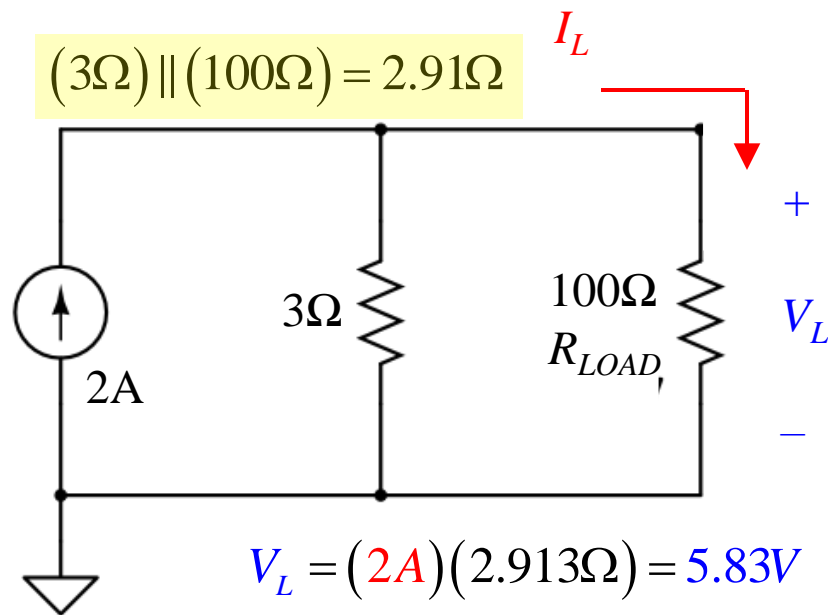 I_L
(3Ω) || (100Ω) = 2.91Ω
+
3Ω
100Ω
V_L
R_LOAD,
2A
−
V_L = (2A)(2.913Ω) = 5.83V